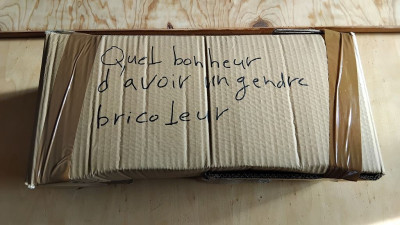 Quel bonheur
d'avoir un gendre
bricoleur